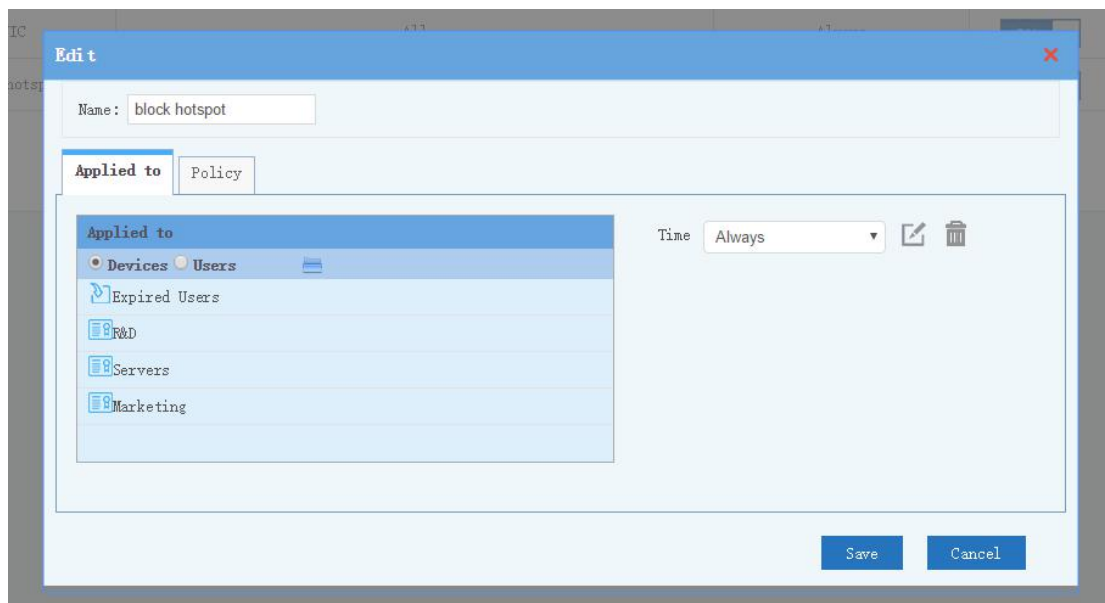 Edit
Name: block hotspot
Applied to Policy
Applied to
Time Always
Devices Users
Expired Users
R&D
Servers
Marketing
Save Cancel